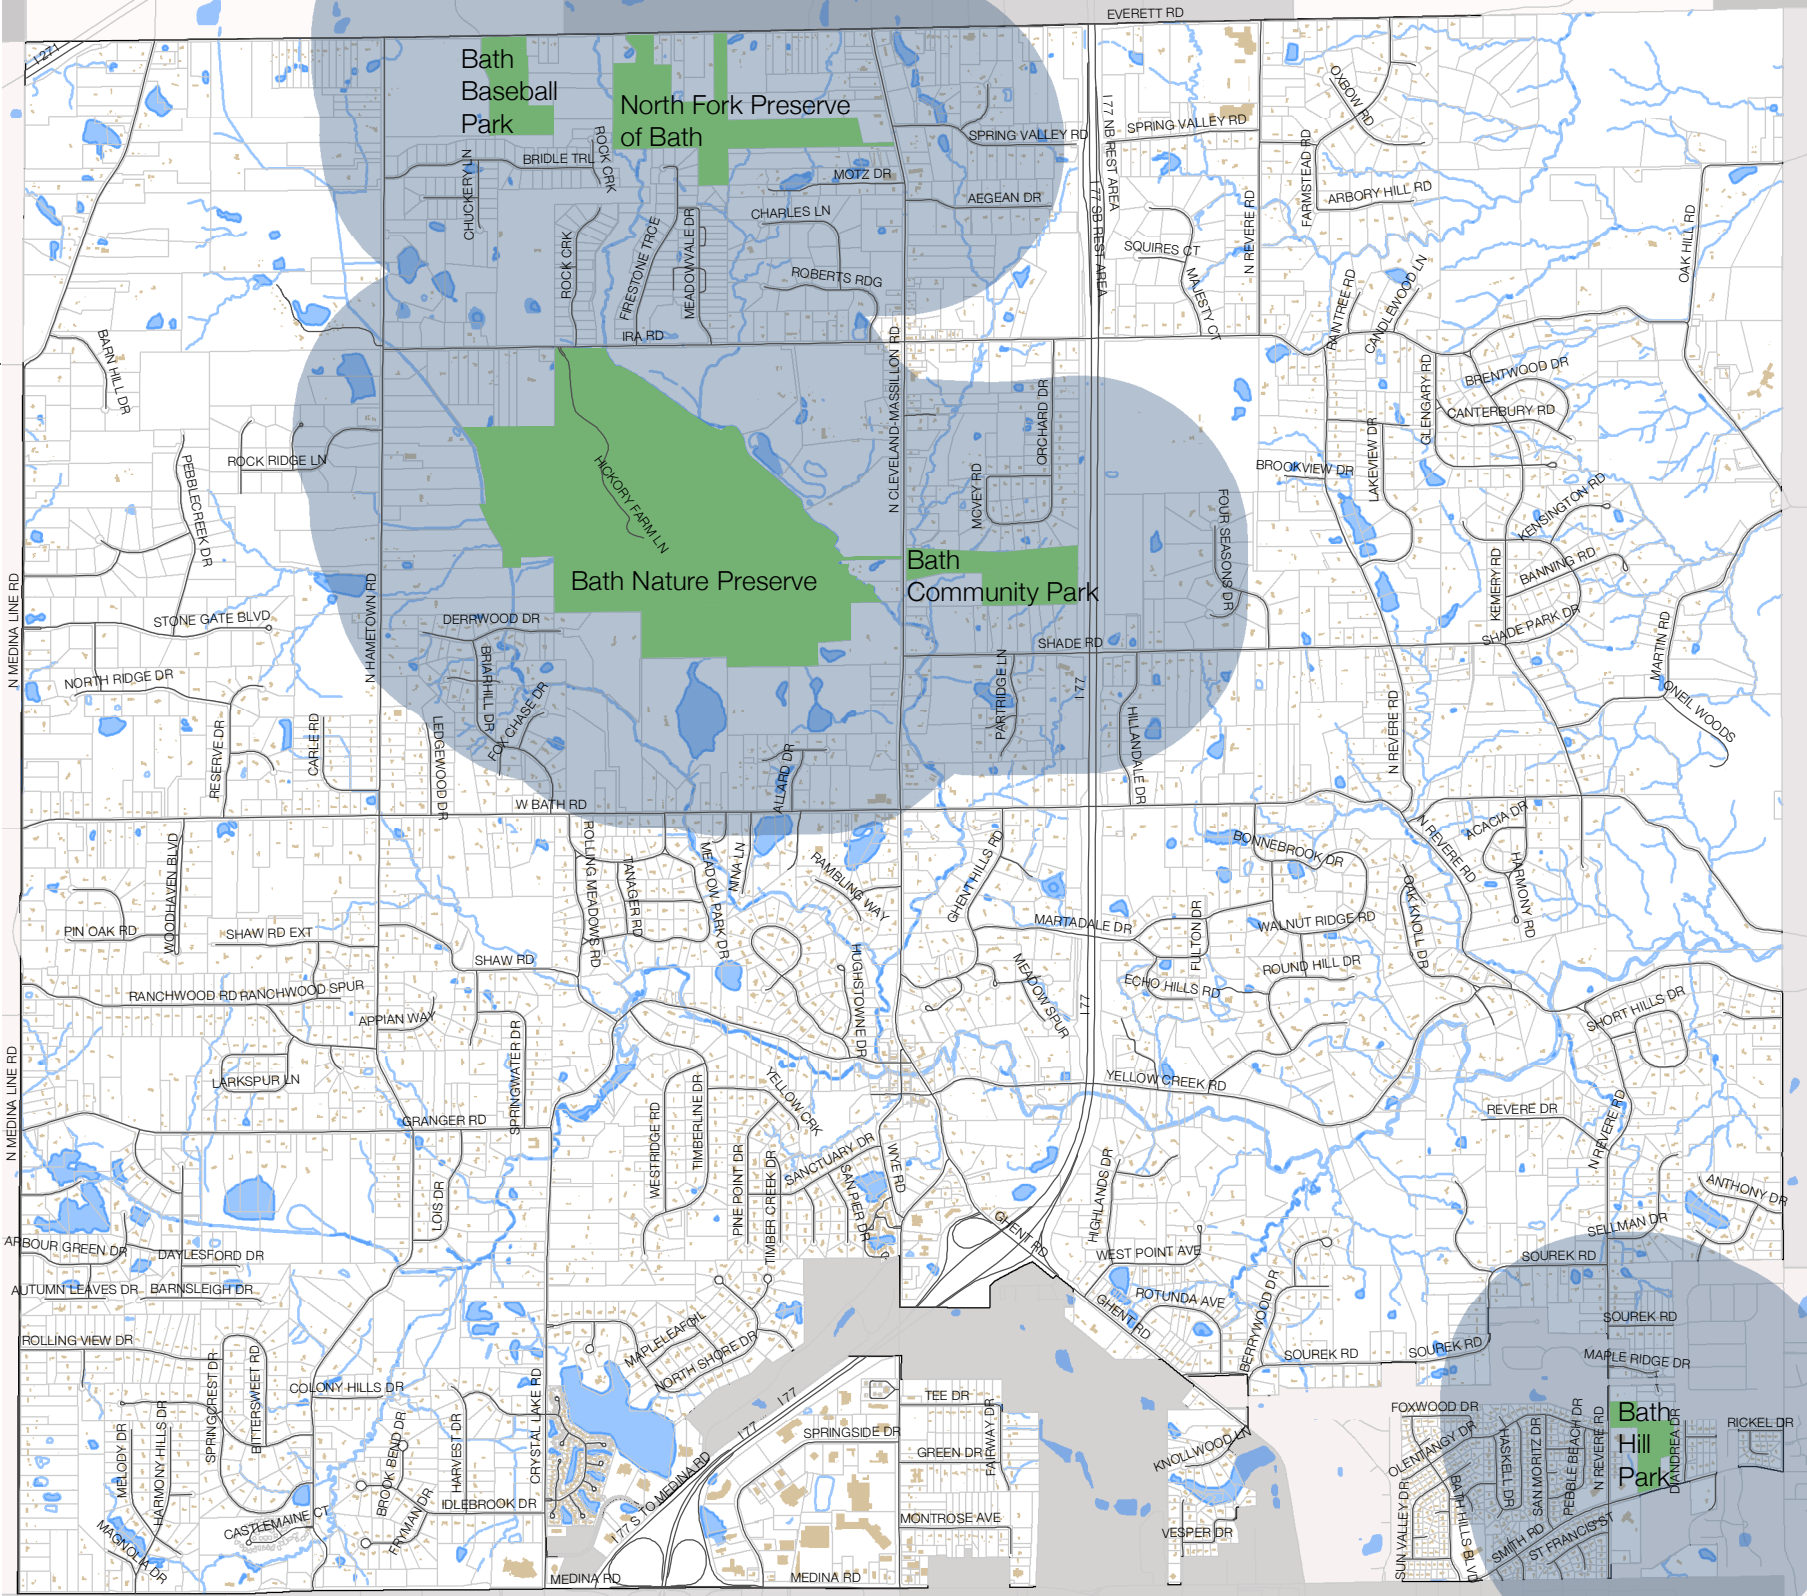 EVERETT RD
I-271
Bath
Baseball
Park
North Fork Preserve
of Bath
OXBOW RD
I 77 NB REST AREA
SPRING VALLEY RD
SPRING VALLEY RD
ROCK CRK
BRIDLE TRL
CHUCKERY LN
MOTZ DR
AEGEAN DR
FARMSTEAD RD
ARBORY HILL RD
I 77 SB REST AREA
CHARLES LN
MEADOWVALE DR
FIRESTONE TRCE
ROCK CRK
ROBERTS RDG
SQUIRES CT
MAJESTY CT
N REVERE RD
OAK HILL RD
RAINTREE RD
CANDLEWOOD LN
IRA RD
BARN HILL DR
N CLEVELAND-MASSILLON RD
ORCHARD DR
GLENGARY RD
BRENTWOOD DR
CANTERBURY RD
LAKEVIEW DR
BROOKVIEW DR
ROCK RIDGE LN
PEBBLECREEK DR
HICKORY FARM LN
MCVEY RD
FOUR SEASONS DR
KENSINGTON RD
BANNING RD
KEMERY RD
SHADE PARK DR
Bath
Community Park
Bath Nature Preserve
N MEDINA LINE RD
N HAMETOWN RD
STONE GATE BLVD
DERRWOOD DR
SHADE RD
MARTIN RD
ONEIL WOODS
NORTH RIDGE DR
BRIARHILL DR
FOX CHASE DR
PARTRIDGE LN
I 77
HILLANDALE DR
N REVERE RD
RESERVE DR
CARLE RD
LEDGEWOOD DR
ALLARD DR
W BATH RD
WOODHAVEN BLVD
ROLLING MEADOWS RD
TANAGER RD
MEADOW PARK DR
NINA LN
RAMBLING WAY
GHENT HILLS RD
BONNEBROOK DR
N REVERE RD
ACACIA DR
HARMONY RD
OAK KNOLL DR
PIN OAK RD
SHAW RD EXT
SHAW RD
MARTADALE DR
FULTON DR
WALNUT RIDGE RD
ROUND HILL DR
ECHO HILLS RD
MEADOW SPUR
HUGHSTOWNE DR
I 77
RANCHWOOD RD
RANCHWOOD SPUR
APPIAN WAY
SHORT HILLS DR
SPRINGWATER DR
LARKSPUR LN
N MEDINA LINE RD
GRANGER RD
YELLOW CREEK RD
YELLOW CRK
REVERE DR
N REVERE RD
WESTRIDGE RD
TIMBERLINE DR
PINE POINT DR
TIMBER CREEK DR
SANCTUARY DR
SAN PIER DR
WYE RD
HIGHLANDS DR
GHENT RD
LOIS DR
ANTHONY DR
SELLMAN DR
ARBOUR GREEN DR
DAYLESFORD DR
AUTUMN LEAVES DR
BARNSLEIGH DR
WEST POINT AVE
ROTUNDA AVE
GHENT RD
BERRYWOOD DR
SOUREK RD
SOUREK RD
SOUREK RD
SOUREK RD
MAPLE RIDGE DR
ROLLING VIEW DR
MAPLELEAF OIL
NORTH SHORE DR
SPRINGCREST DR
BITTERSWEET RD
COLONY HILLS DR
CRYSTAL LAKE RD
I 77
I 77
TEE DR
FAIRWAY DR
GREEN DR
SPRINGSIDE DR
MELODY DR
HARMONY HILLS DR
BROOK BEND DR
HARVEST DR
IDLEBROOK DR
FRYMAN DR
CASTLEMAINE CT
MAGNOLIA DR
I 77 S TO MEDINA RD
MEDINA RD
MEDINA RD
MONTROSE AVE
KNOLLWOOD LN
VESPER DR
FOXWOOD DR
OLENTANGY DR
HASKELL DR
SAN MORITZ DR
PEBBLE BEACH DR
N REVERE RD
Bath
Hill
Park
DIANDREA DR
RICKEL DR
SUN VALLEY DR
BATH HILLS BLVD
SMITH RD
ST FRANCIS ST